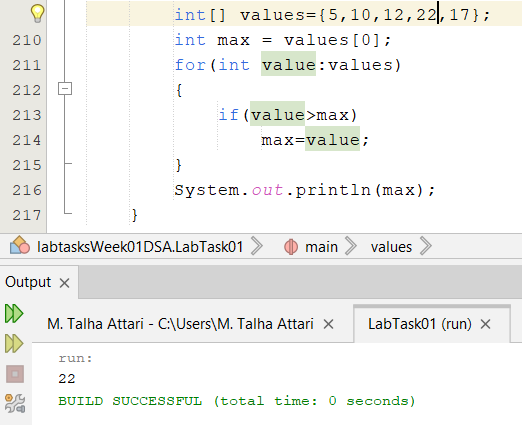 int[] values={5,10,12,22,17};
210 int max = values[0];
211 for(int value:values)
212 {
213 if(value>max)
214 max=value;
215 }
216 System.out.println(max);
217 }
labtasksWeek01DSA.LabTask01 main values
Output ×
M. Talha Attari - C:\Users\M. Talha Attari × LabTask01 (run) ×
run:
22
BUILD SUCCESSFUL (total time: 0 seconds)